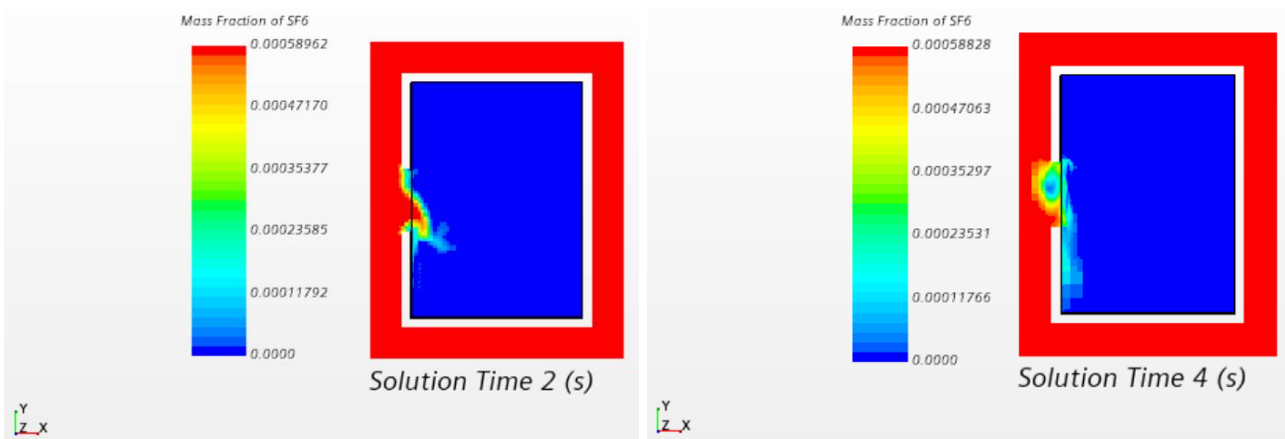 Mass Fraction of SF6
0.00058962
0.00047170
0.00035377
0.00023585
0.00011792
0.0000
Solution Time 2 (s)
Y
Z X
Mass Fraction of SF6
0.00058828
0.00047063
0.00035297
0.00023531
0.00011766
0.0000
Solution Time 4 (s)
Y
Z X